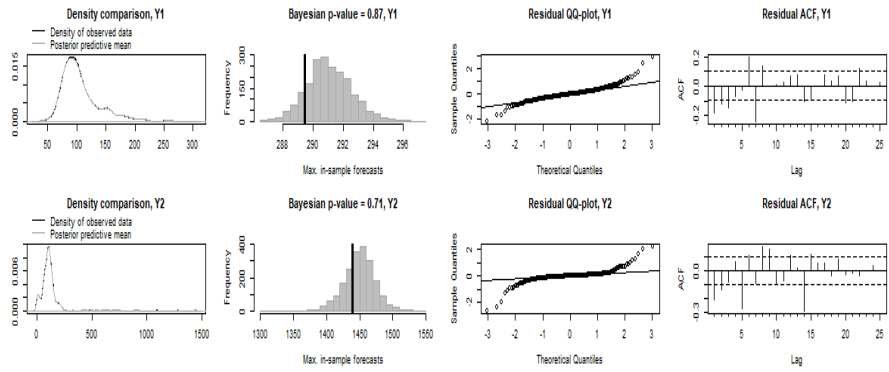 Density comparison, Y1
Density of observed data
Posterior predictive mean
0.000 0.015
50 100 150 200 250 300
Bayesian p-value = 0.87, Y1
Frequency
0 150 300
288 290 292 294 296
Max. in-sample forecasts
Residual QQ-plot, Y1
Sample Quantiles
-2 0 2
-3 -2 -1 0 1 2 3
Theoretical Quantiles
Residual ACF, Y1
ACF
-0.2 0.0 0.2
5 10 15 20 25
Lag
Density comparison, Y2
Density of observed data
Posterior predictive mean
0.000 0.006
0 500 1000 1500
Bayesian p-value = 0.71, Y2
Frequency
0 200 400
1300 1350 1400 1450 1500 1550
Max. in-sample forecasts
Residual QQ-plot, Y2
Sample Quantiles
-2 0 2
-3 -2 -1 0 1 2 3
Theoretical Quantiles
Residual ACF, Y2
ACF
-0.3 0.0
5 10 15 20 25
Lag